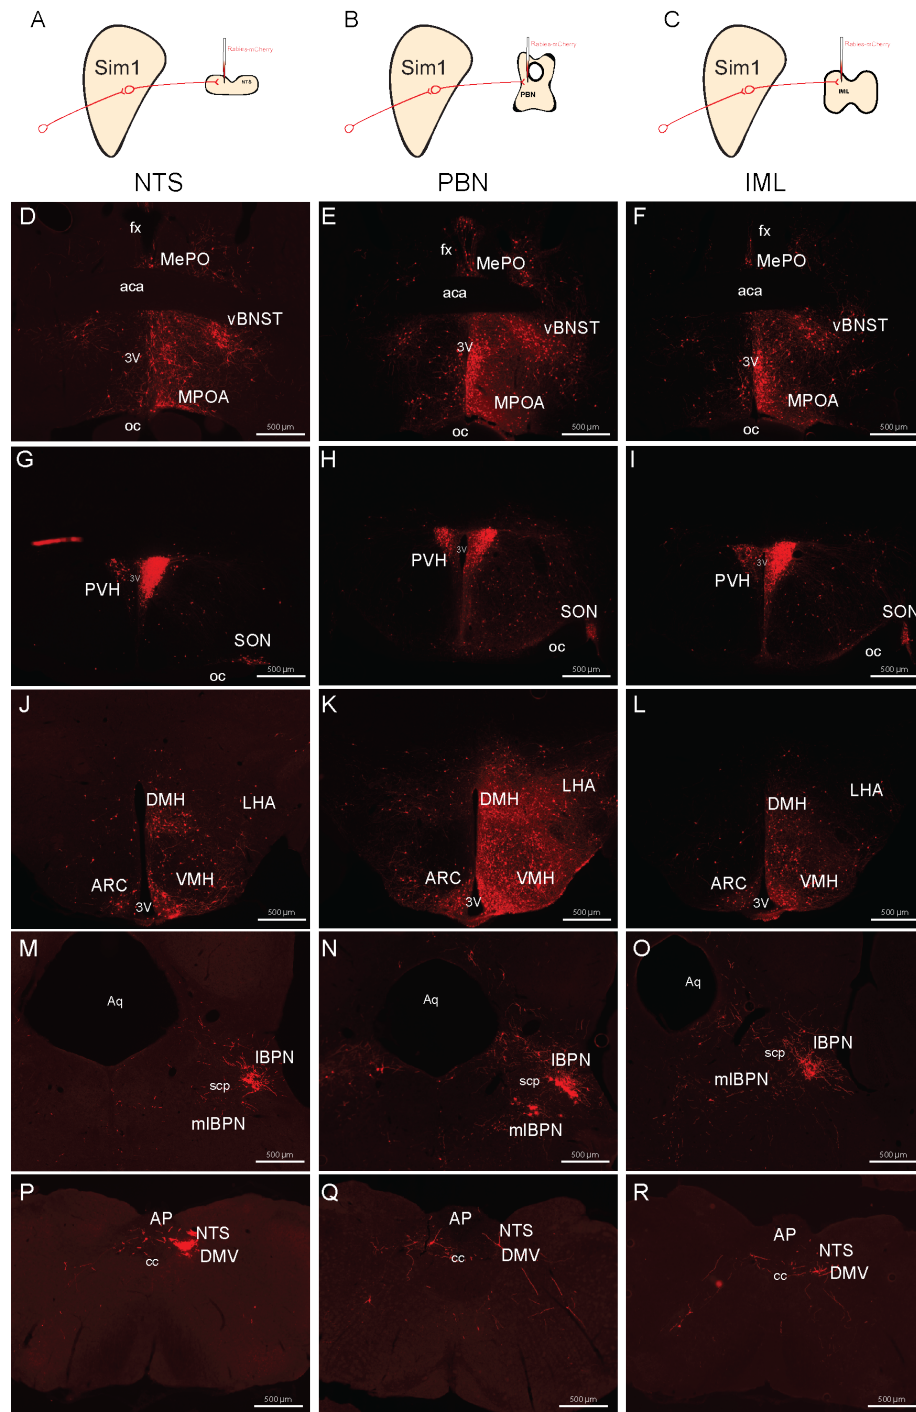 A B C
Rabies-mCherry Rabies-mCherry Rabies-mCherry
Sim1 NTS Sim1 PBN Sim1 IML
NTS PBN IML
D fx MePO aca vBNST 3V MPOA oc 500 µm
E fx MePO aca vBNST 3V MPOA oc 500 µm
F fx MePO aca vBNST 3V MPOA oc 500 µm
G PVH 3V SON oc 500 µm
H PVH 3V SON oc 500 µm
I PVH 3V SON oc 500 µm
J DMH LHA ARC VMH 3V 500 µm
K DMH LHA ARC VMH 3V 500 µm
L DMH LHA ARC VMH 3V 500 µm
M Aq lBPN scp mlBPN 500 µm
N Aq lBPN scp mlBPN 500 µm
O Aq lBPN scp mlBPN 500 µm
P AP NTS cc DMV 500 µm
Q AP NTS cc DMV 500 µm
R AP NTS cc DMV 500 µm